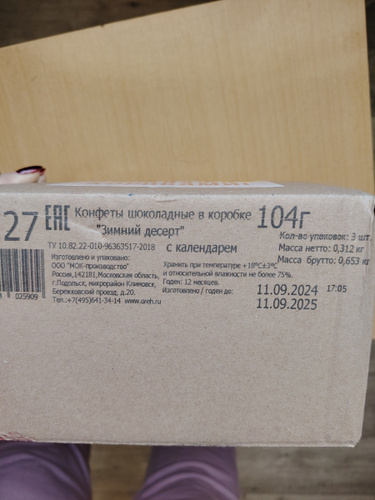 27 EAC Конфеты шоколадные в коробке 104г
"Зимний десерт"
Кол-во упаковок: 3 шт
ТУ 10.82.22-010-96363517-2018 с календарем
Масса нетто: 0,312 кг
Масса брутто: 0,653 кг
Изготовлено и упаковано:
ООО "МОК-производство"
Россия,142181,Московская область,
г.Подольск, микрорайон Климовск,
Бережковский проезд, д.20.
Тел.:+7(495)641-34-14 www.oreh.ru
Хранить при температуре +18°С±3°С
и относительной влажности не более 75%.
Годен: 12 месяцев.
Изготовлено / годен до:
11.09.2024 17:05
11.09.2025
025909